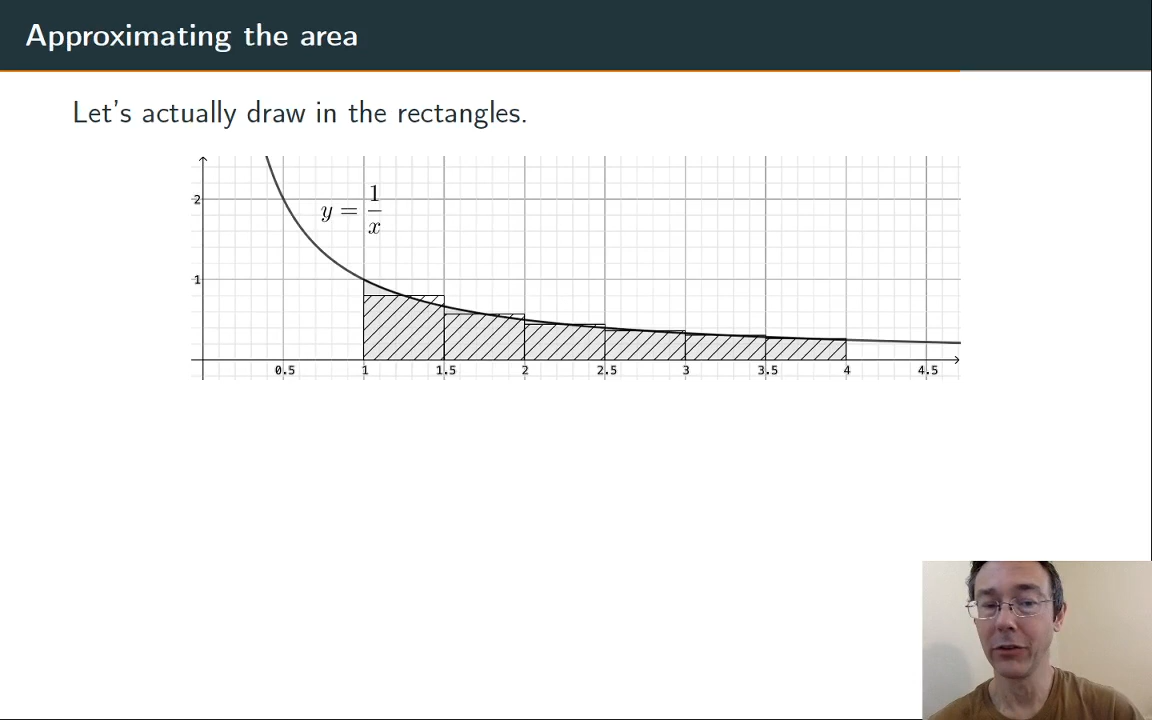 Approximating the area
Let's actually draw in the rectangles.
2
y = 1/x
1
0.5 1 1.5 2 2.5 3 3.5 4 4.5